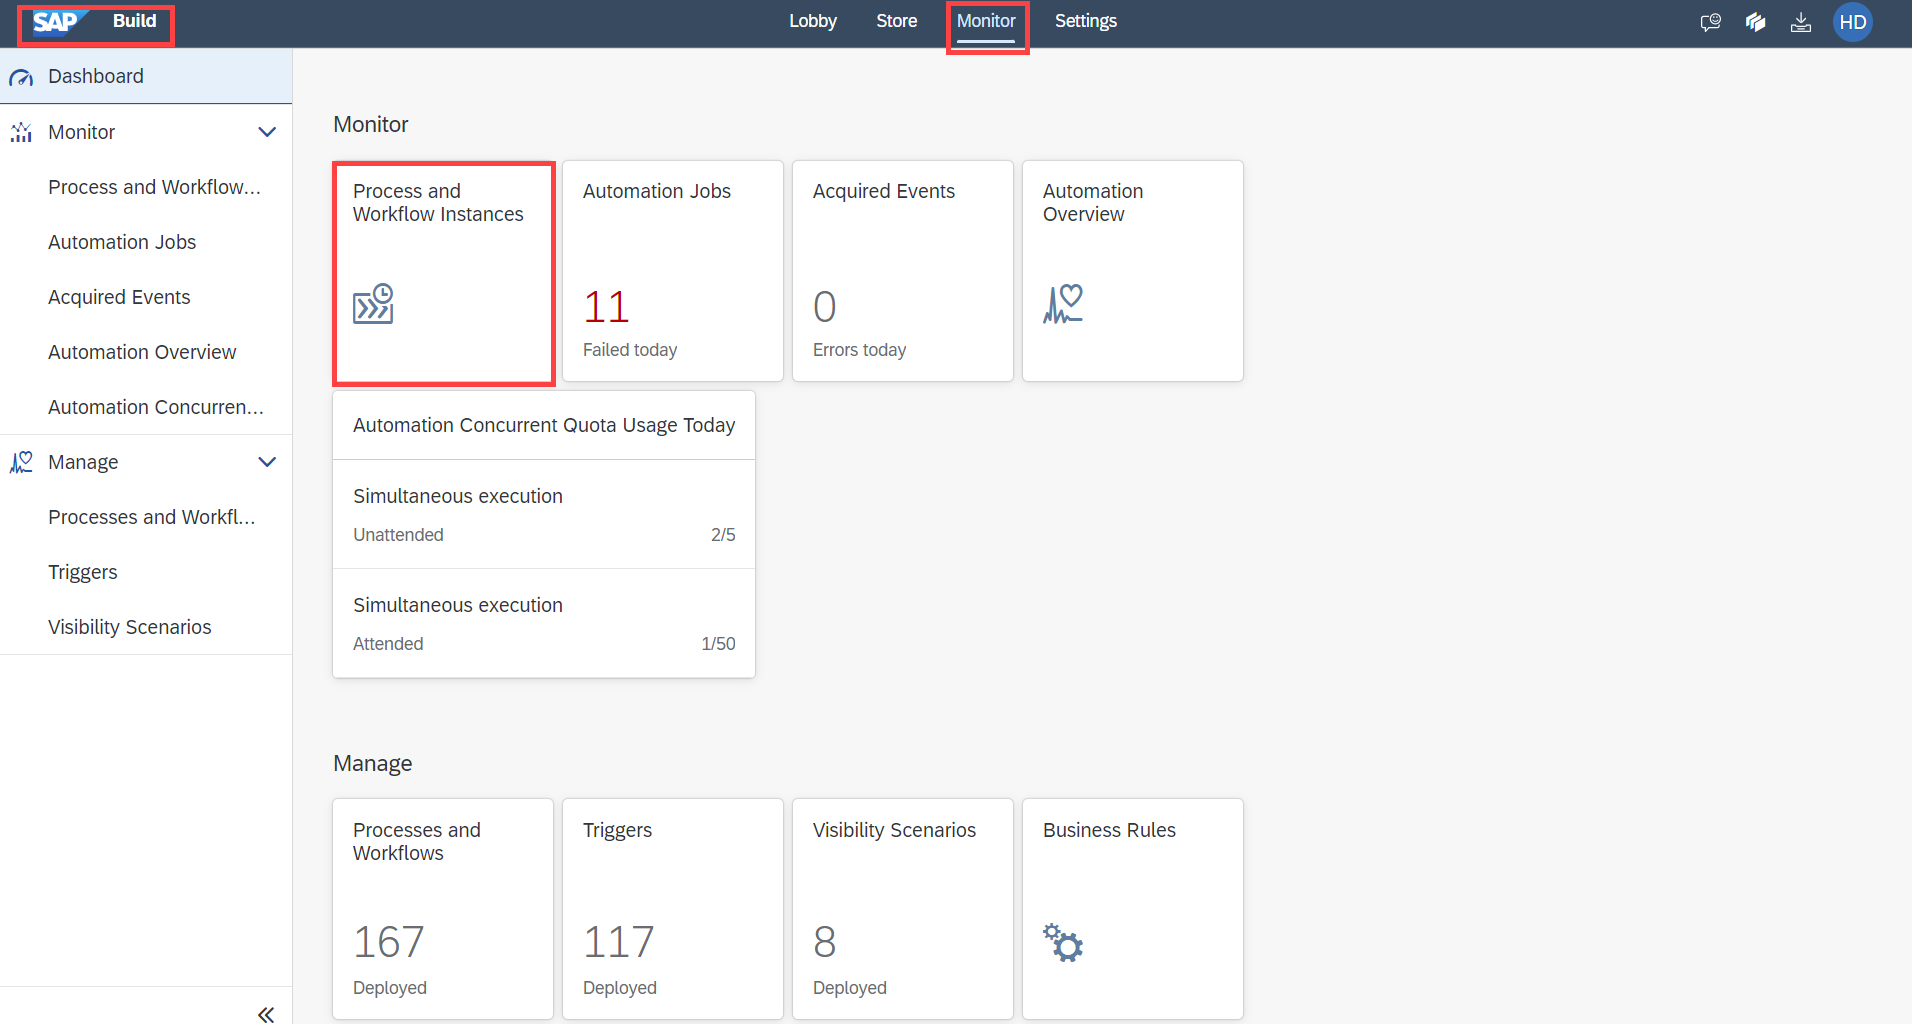 SAP Build
Lobby Store Monitor Settings
HD
Dashboard
Monitor
Process and Workflow...
Automation Jobs
Acquired Events
Automation Overview
Automation Concurren...
Manage
Processes and Workfl...
Triggers
Visibility Scenarios
Monitor
Process and
Workflow Instances
Automation Jobs
11
Failed today
Acquired Events
0
Errors today
Automation
Overview
Automation Concurrent Quota Usage Today
Simultaneous execution
Unattended 2/5
Simultaneous execution
Attended 1/50
Manage
Processes and
Workflows
167
Deployed
Triggers
117
Deployed
Visibility Scenarios
8
Deployed
Business Rules